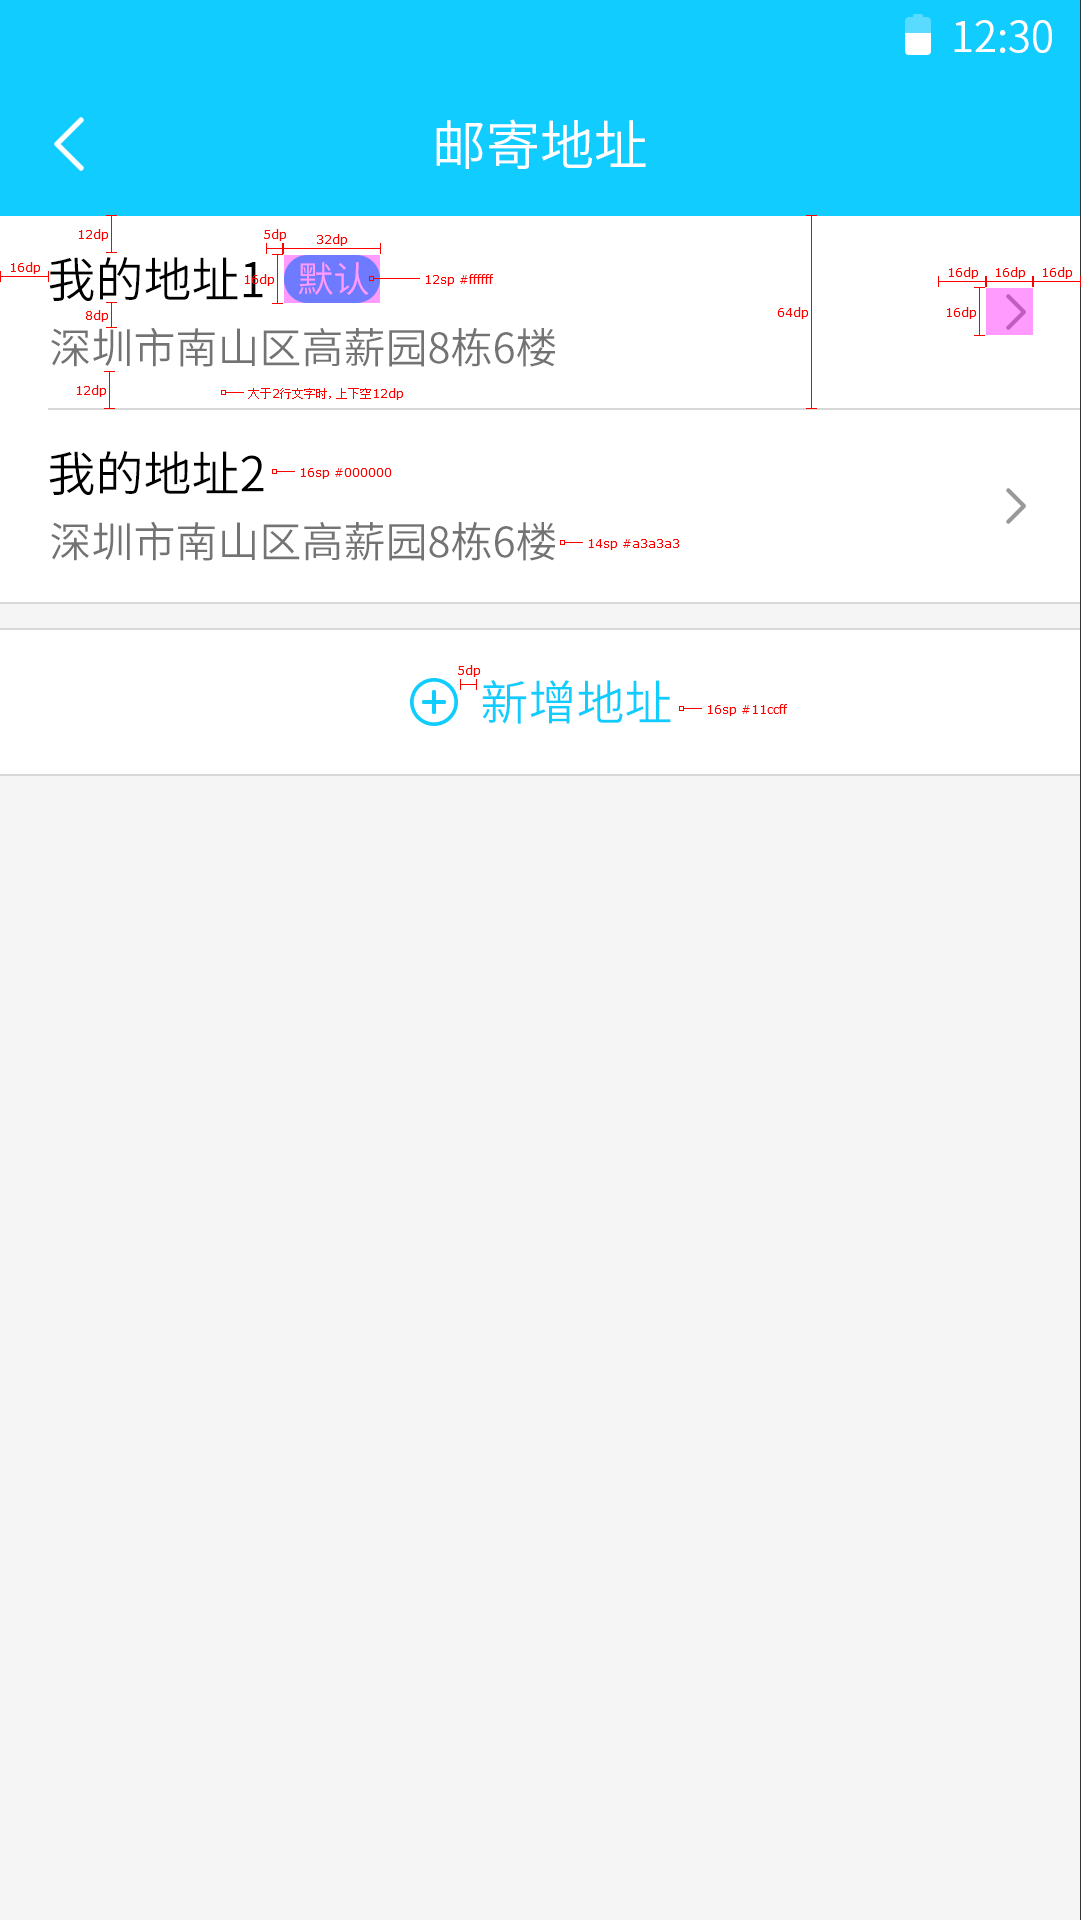 12:30
邮寄地址
12dp
5dp
32dp
16dp
我的地址1
16dp
默认
12sp #ffffff
16dp
16dp
16dp
8dp
64dp
16dp
深圳市南山区高薪园8栋6楼
12dp
大于2行文字时，上下空12dp
我的地址2
16sp #000000
深圳市南山区高薪园8栋6楼
14sp #a3a3a3
5dp
新增地址
16sp #11ccff